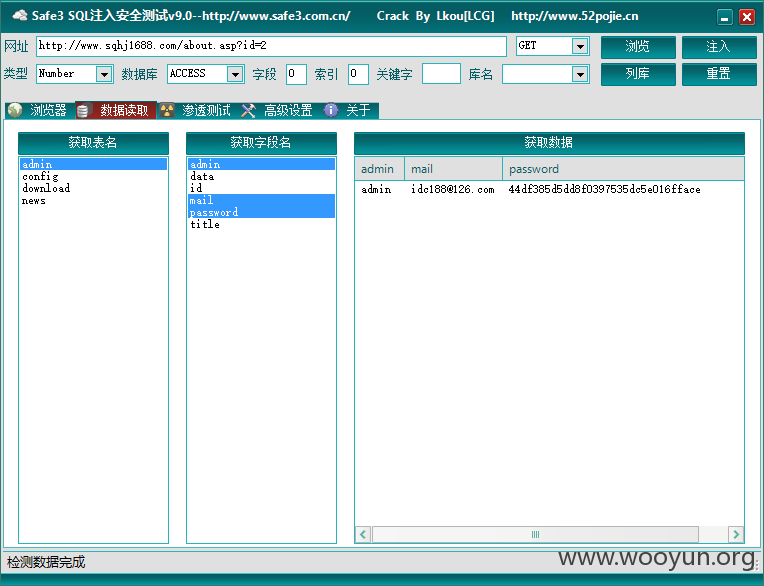 Safe3 SQL注入安全测试v9.0--http://www.safe3.com.cn/ Crack By Lkou[LCG] http://www.52pojie.cn
网址 http://www.sqhj1688.com/about.asp?id=2 GET 浏览 注入
类型 Number 数据库 ACCESS 字段 0 索引 0 关键字 库名 列库 重置
浏览器 数据读取 渗透测试 高级设置 关于
获取表名 获取字段名 获取数据
admin
config
download
news
admin
data
id
mail
password
title
admin mail password
admin idc188@126.com 44df385d5dd8f0397535dc5e016fface
检测数据完成
www.wooyun.org